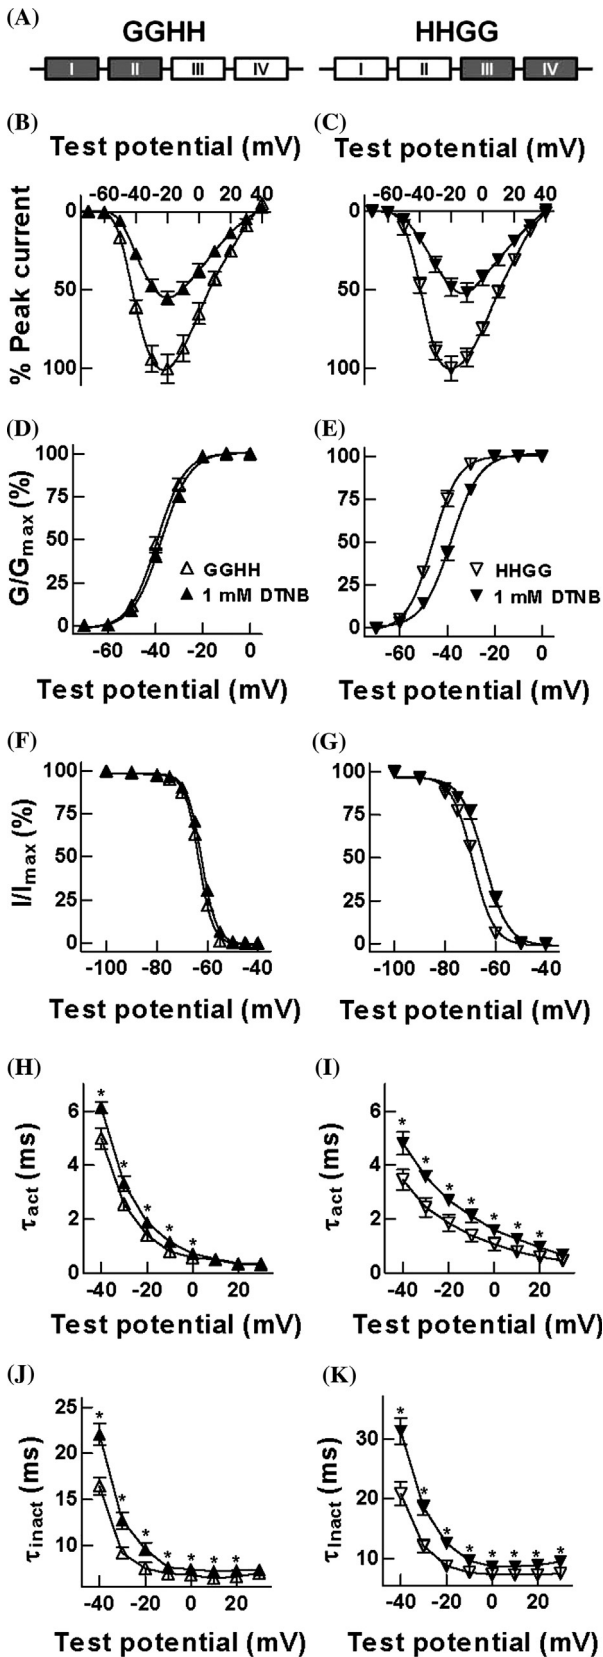 (A)
GGHH HHGG
I II III IV I II III IV
(B) (C)
Test potential (mV) Test potential (mV)
-60 -40 -20 0 20 40 -60 -40 -20 0 20 40
% Peak current
0 50 100
0 50 100
(D) (E)
G/Gmax (%)
100 75 50 25 0
100 75 50 25 0
GGHH HHGG
1 mM DTNB 1 mM DTNB
-60 -40 -20 0 -60 -40 -20 0
Test potential (mV) Test potential (mV)
(F) (G)
I/Imax (%)
100 75 50 25 0
100 75 50 25 0
-100 -80 -60 -40 -100 -80 -60 -40
Test potential (mV) Test potential (mV)
(H) (I)
τact (ms) τact (ms)
6 4 2 0
6 4 2 0
* * * * *
* * * * * * *
-40 -20 0 20 -40 -20 0 20
Test potential (mV) Test potential (mV)
(J) (K)
τinact (ms) τinact (ms)
25 20 15 10
30 20 10
* * * * * * *
* * * * * * * *
-40 -20 0 20 -40 -20 0 20
Test potential (mV) Test potential (mV)